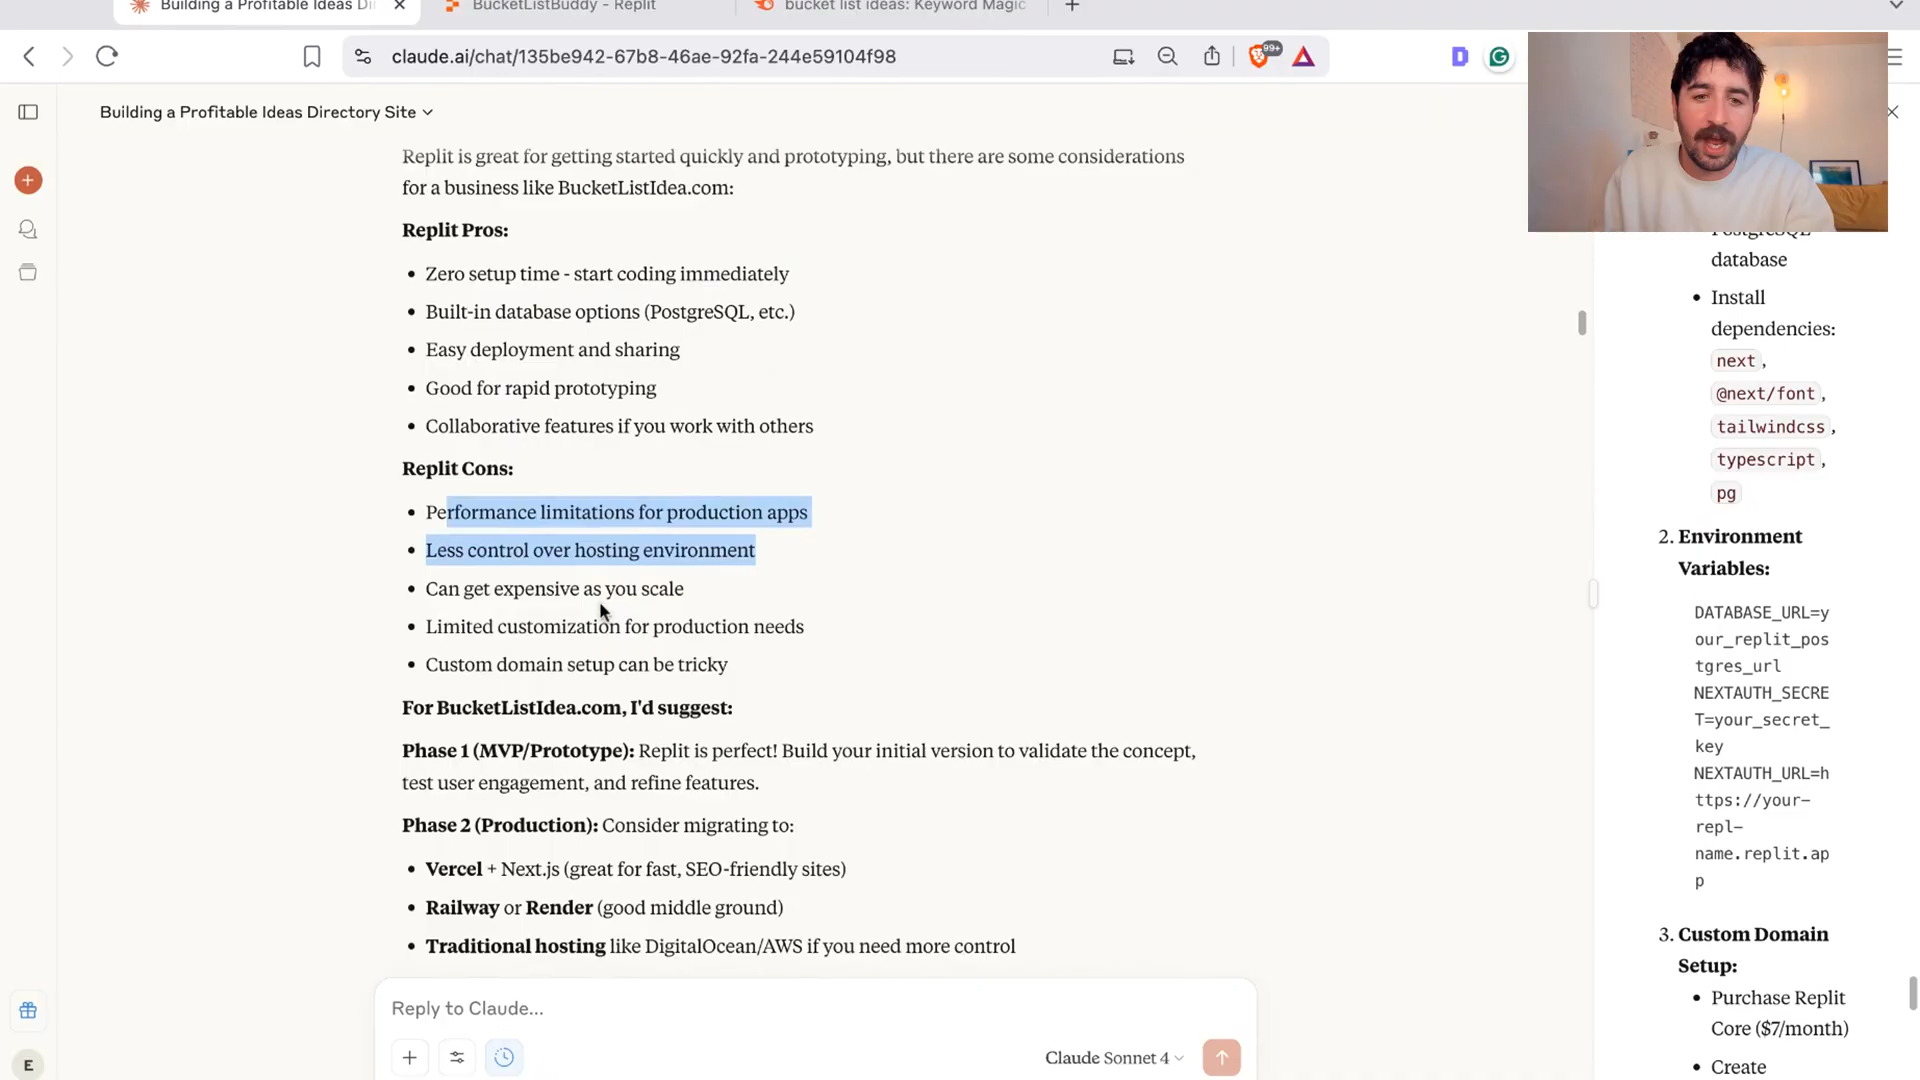 Building a Profitable Ideas Di
BucketListBuddy - Replit
bucket list ideas: Keyword Magic
claude.ai/chat/135be942-67b8-46ae-92fa-244e59104f98
99+
Building a Profitable Ideas Directory Site
Replit is great for getting started quickly and prototyping, but there are some considerations
for a business like BucketListIdea.com:
Replit Pros:
• Zero setup time - start coding immediately
• Built-in database options (PostgreSQL, etc.)
• Easy deployment and sharing
• Good for rapid prototyping
• Collaborative features if you work with others
Replit Cons:
• Performance limitations for production apps
• Less control over hosting environment
• Can get expensive as you scale
• Limited customization for production needs
• Custom domain setup can be tricky
For BucketListIdea.com, I'd suggest:
Phase 1 (MVP/Prototype): Replit is perfect! Build your initial version to validate the concept,
test user engagement, and refine features.
Phase 2 (Production): Consider migrating to:
• Vercel + Next.js (great for fast, SEO-friendly sites)
• Railway or Render (good middle ground)
• Traditional hosting like DigitalOcean/AWS if you need more control
Reply to Claude...
Claude Sonnet 4
E
PostgreSQL
database
• Install
dependencies:
next,
@next/font,
tailwindcss,
typescript,
pg
2. Environment
Variables:
DATABASE_URL=y
our_replit_pos
tgres_url
NEXTAUTH_SECRE
T=your_secret_
key
NEXTAUTH_URL=h
ttps://your-
repl-
name.replit.ap
p
3. Custom Domain
Setup:
• Purchase Replit
Core ($7/month)
• Create